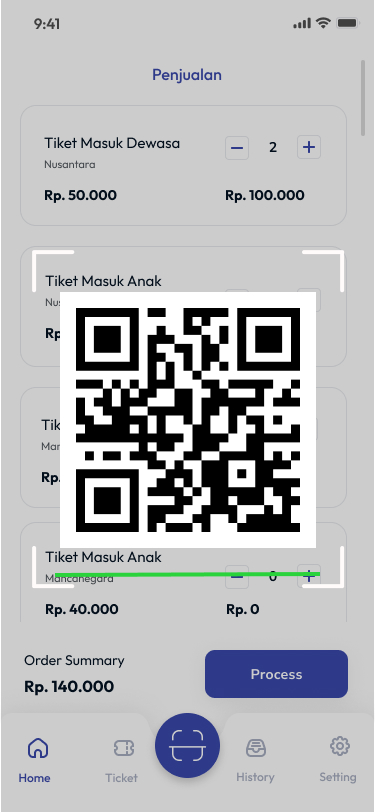 9:41
Penjualan
Tiket Masuk Dewasa
Nusantara
2
Rp. 50.000
Rp. 100.000
Tiket Masuk Anak
Tiket Masuk Anak
Mancanegara
0
Rp. 40.000
Rp. 0
Order Summary
Rp. 140.000
Process
Home
Ticket
History
Setting